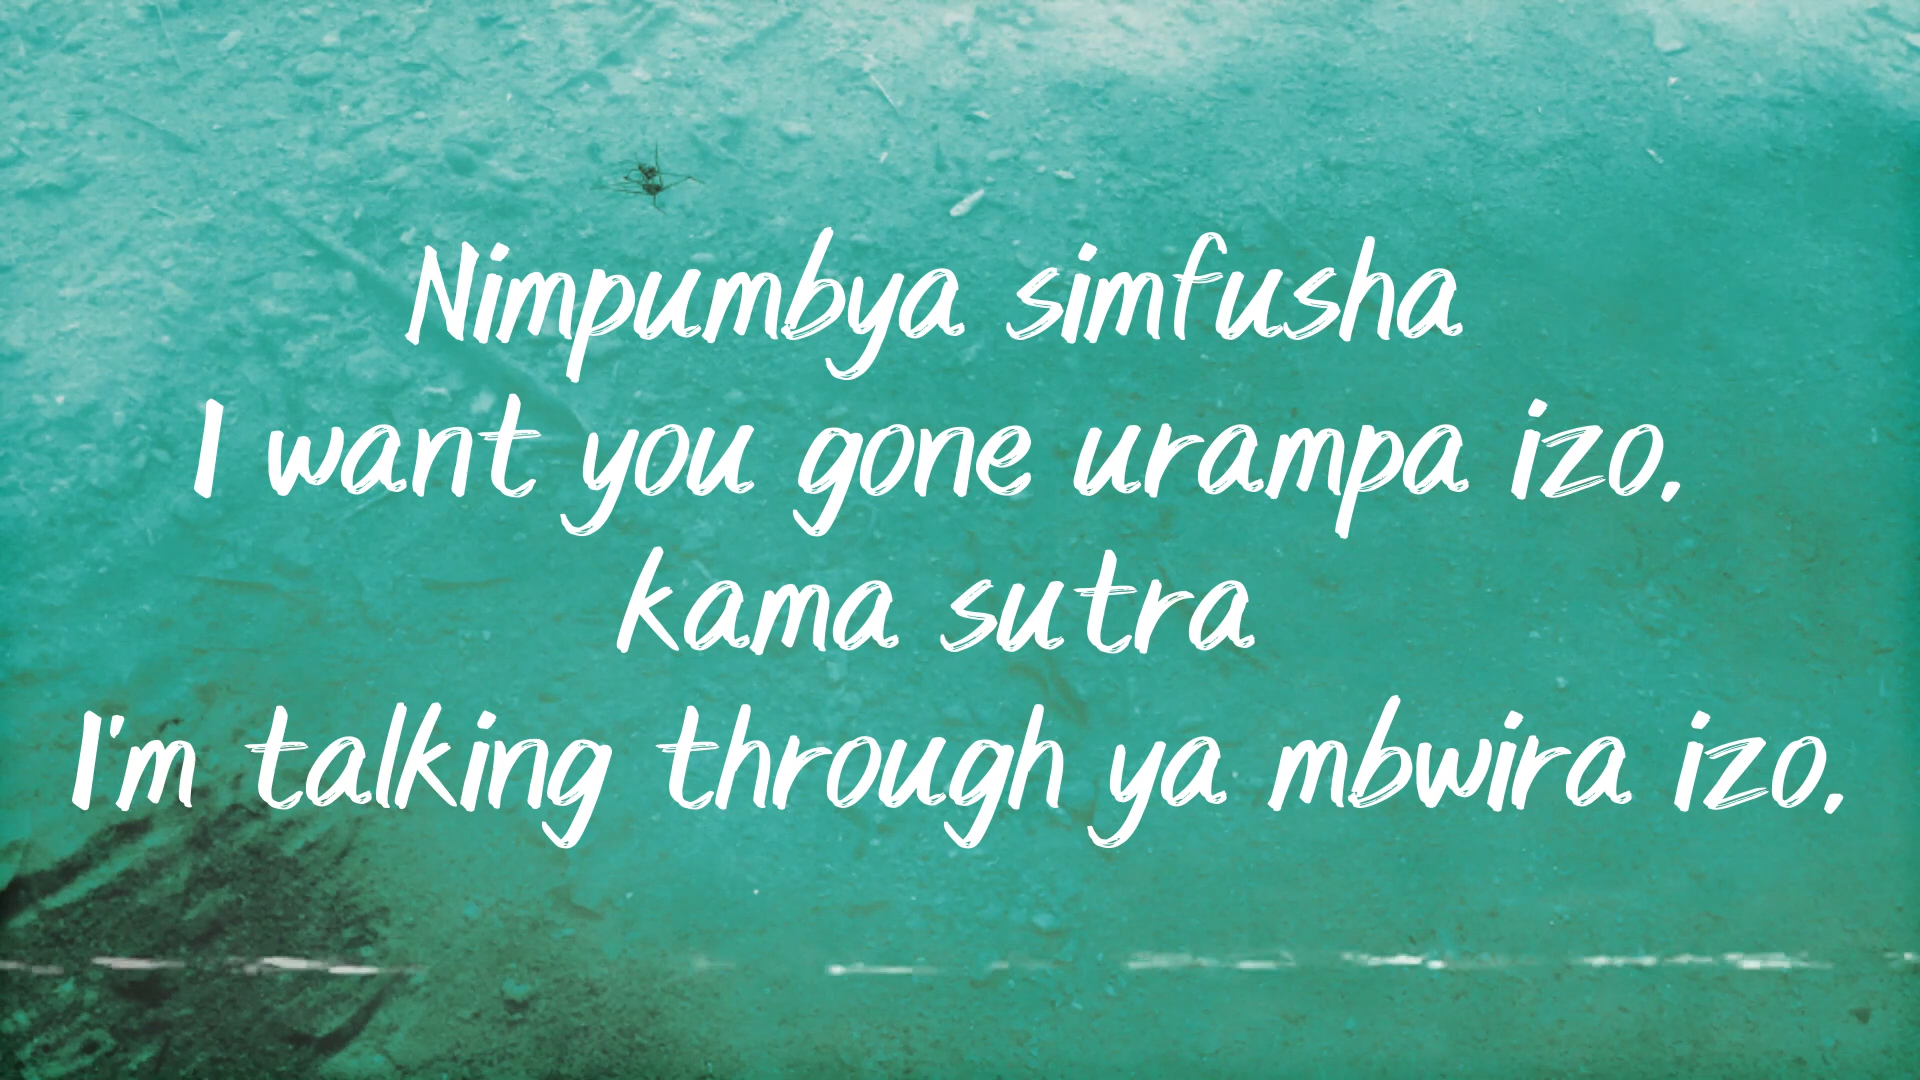 Nimpumbya simfusha
I want you gone urampa izo.
kama sutra
I'm talking through ya mbwira izo.